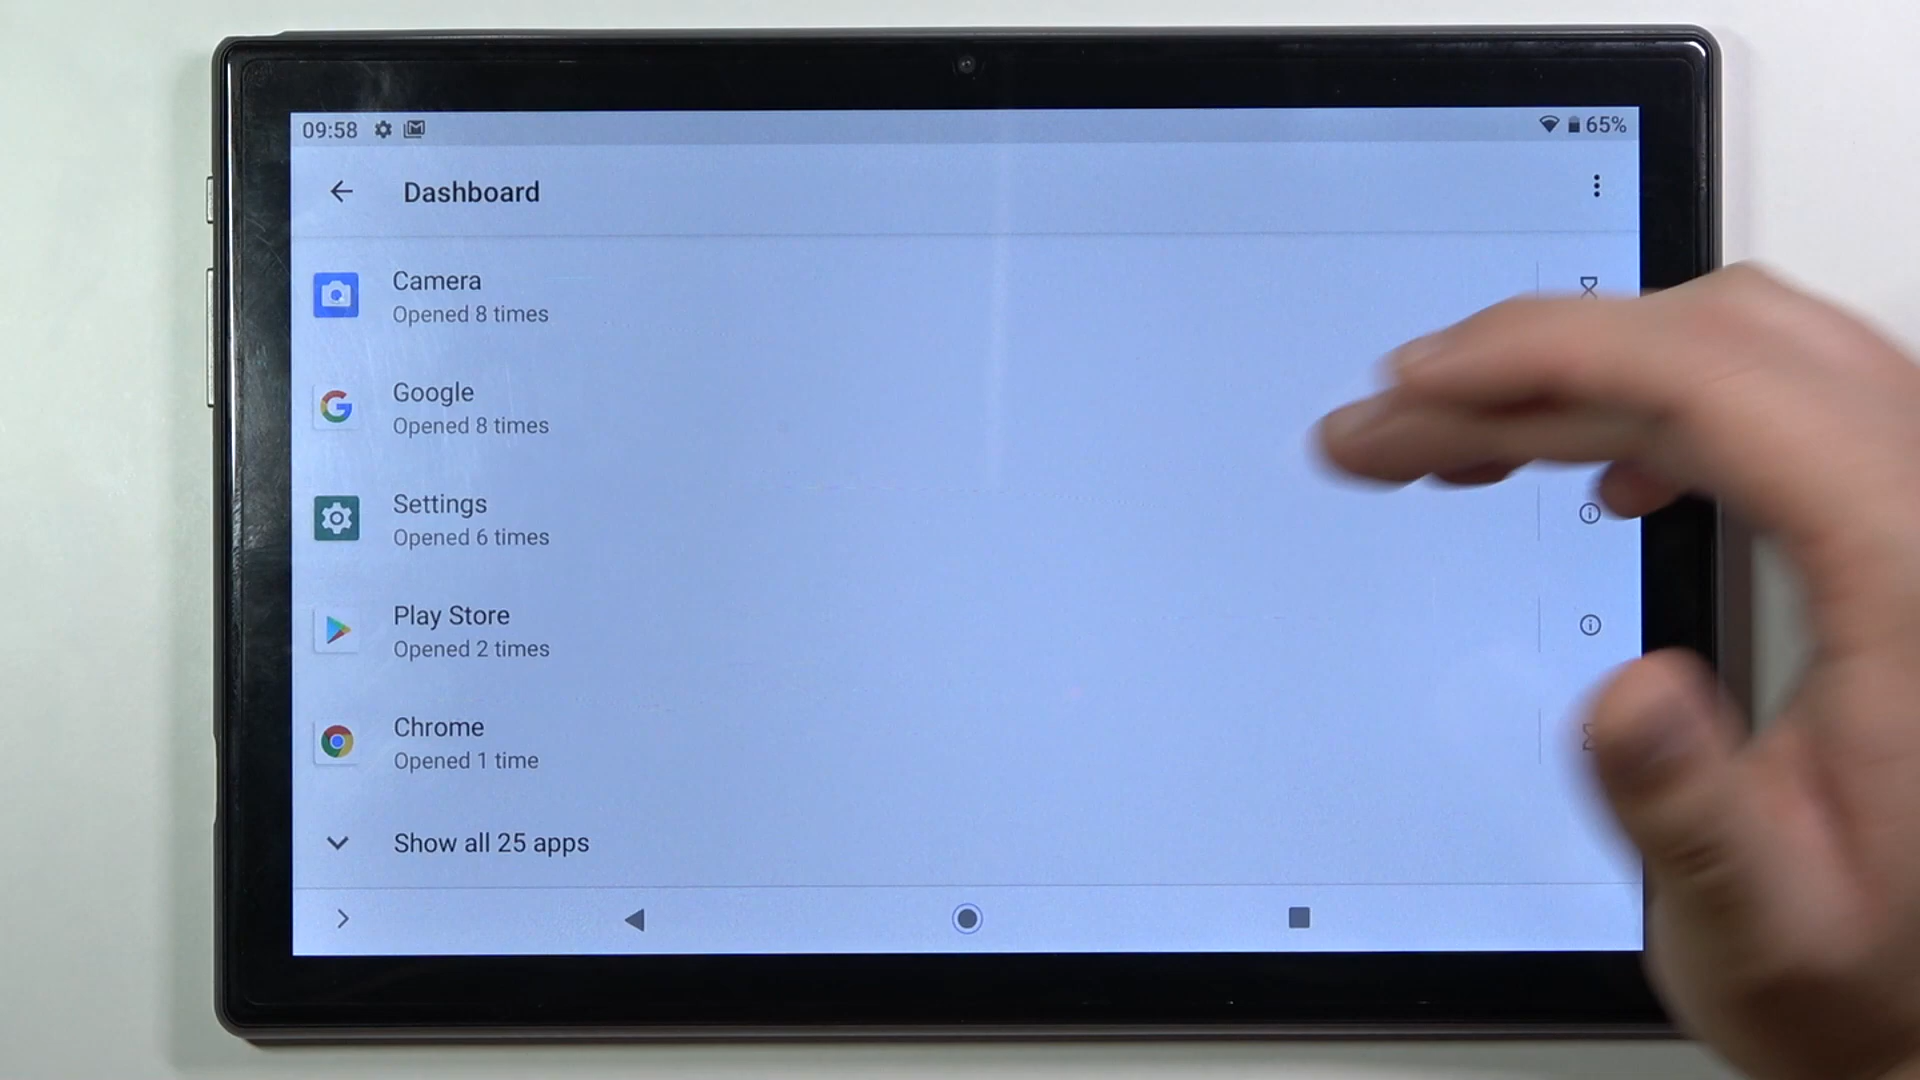 09:58
65%
Dashboard
Camera
Opened 8 times
Google
Opened 8 times
Settings
Opened 6 times
Play Store
Opened 2 times
Chrome
Opened 1 time
Show all 25 apps